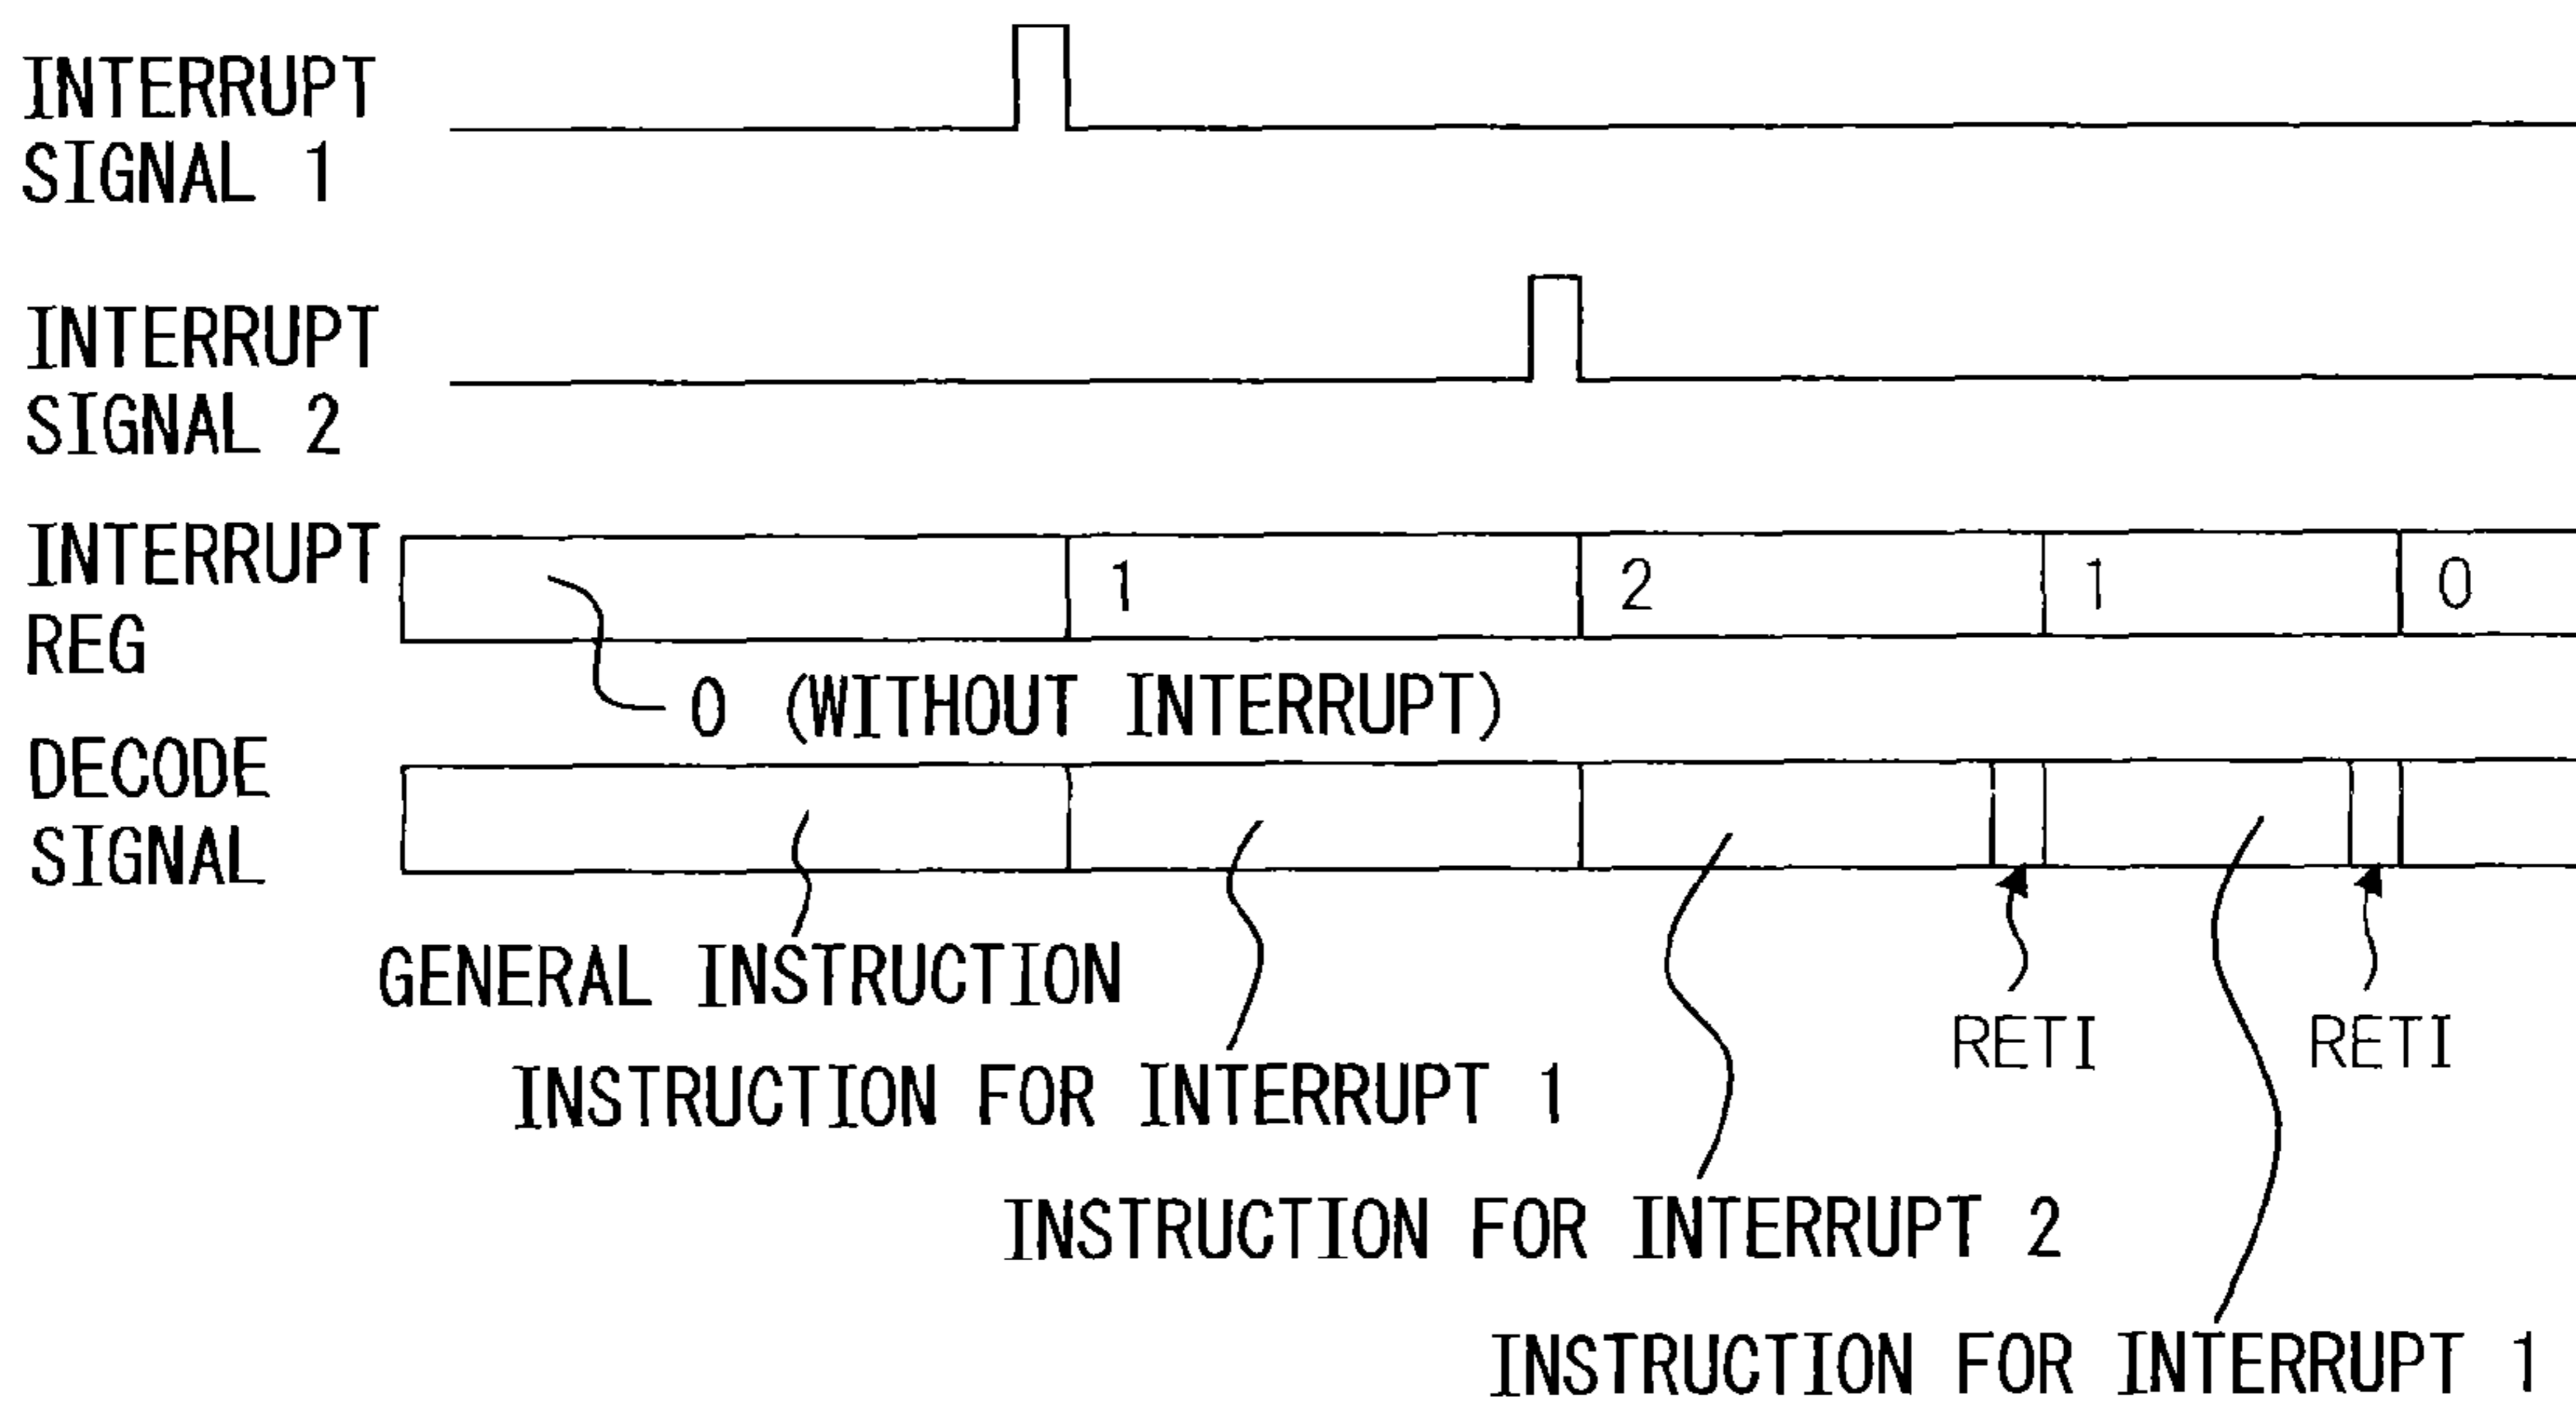 INTERRUPT
SIGNAL 1
INTERRUPT
SIGNAL 2
INTERRUPT
REG
1
2
1
0
0 (WITHOUT INTERRUPT)
DECODE
SIGNAL
GENERAL INSTRUCTION
RETI
RETI
INSTRUCTION FOR INTERRUPT 1
INSTRUCTION FOR INTERRUPT 2
INSTRUCTION FOR INTERRUPT 1